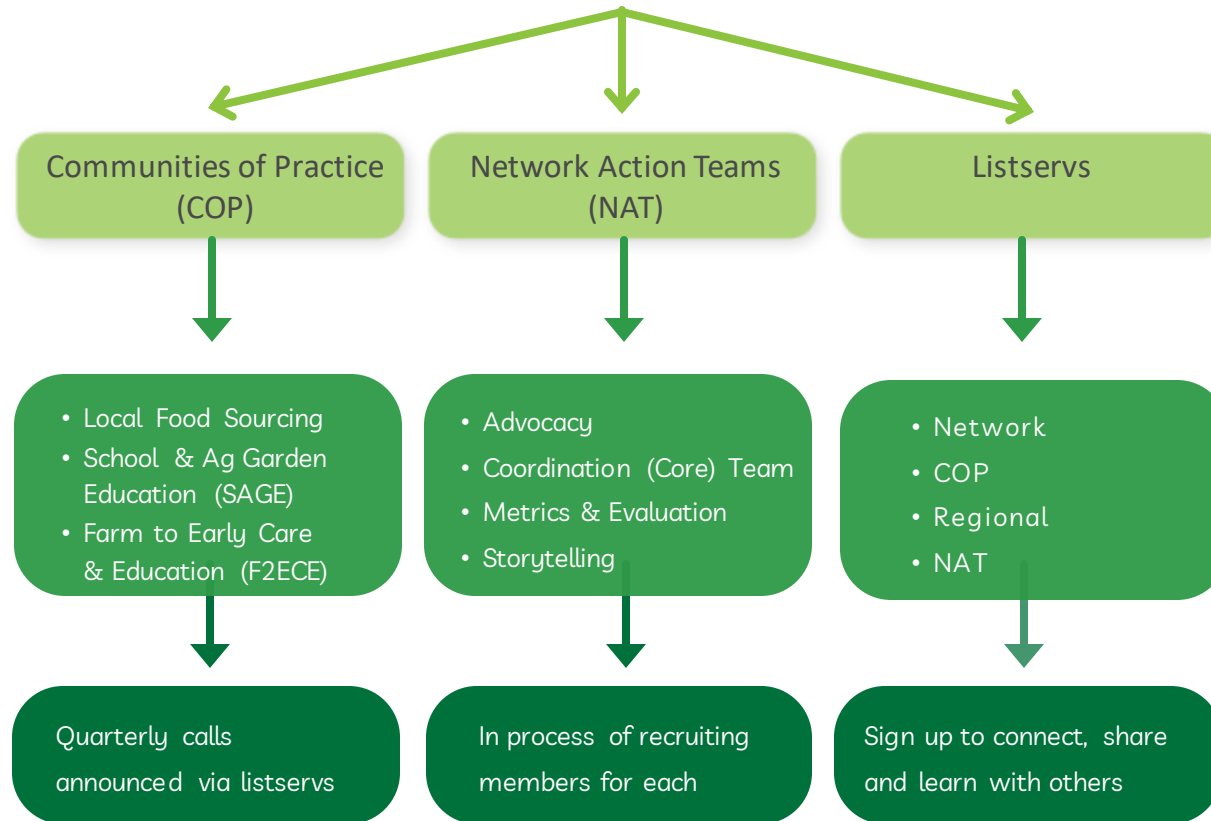 Communities of Practice
(COP)
Network Action Teams
(NAT)
Listservs
• Local Food Sourcing
• School & Ag Garden
Education (SAGE)
• Farm to Early Care
& Education (F2ECE)
• Advocacy
• Coordination (Core) Team
• Metrics & Evaluation
• Storytelling
• Network
• COP
• Regional
• NAT
Quarterly calls
announced via listservs
In process of recruiting
members for each
Sign up to connect, share
and learn with others